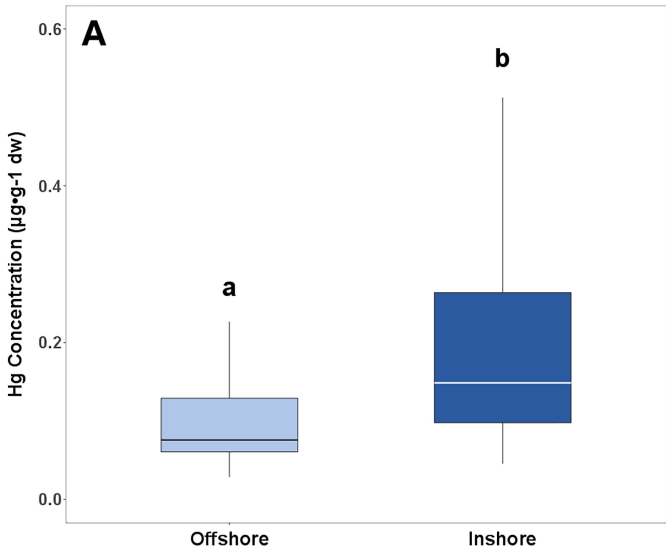 A
b
a
0.6
0.4
0.2
0.0
Hg Concentration (µg•g-1 dw)
Offshore Inshore